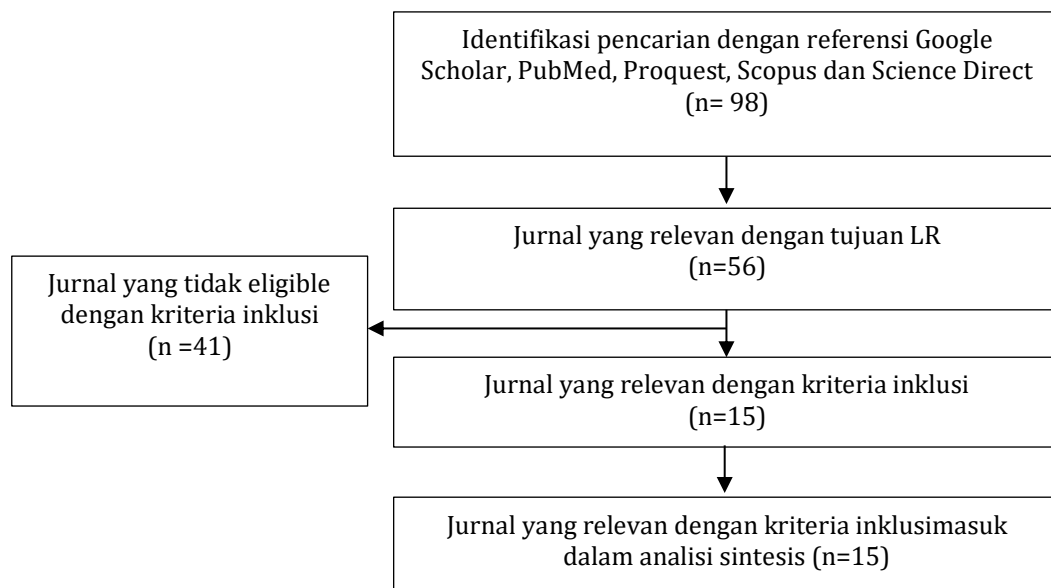 Identifikasi pencarian dengan referensi Google
Scholar, PubMed, Proquest, Scopus dan Science Direct
(n= 98)
Jurnal yang relevan dengan tujuan LR
(n=56)
Jurnal yang tidak eligible
dengan kriteria inklusi
(n =41)
Jurnal yang relevan dengan kriteria inklusi
(n=15)
Jurnal yang relevan dengan kriteria inklusimasuk
dalam analisi sintesis (n=15)